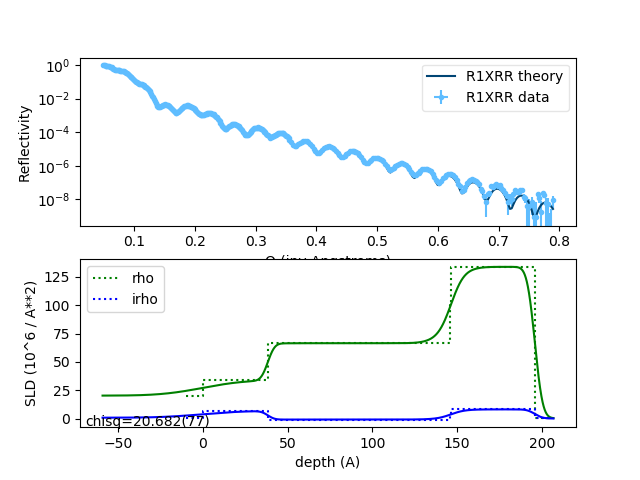 10^0
10^-2
10^-4
10^-6
10^-8
Reflectivity
R1XRR theory
R1XRR data
0.1 0.2 0.3 0.4 0.5 0.6 0.7 0.8
Q (inv Angstroms)
125
100
75
50
25
0
SLD (10^6 / A**2)
rho
irho
chisq=20.682(77)
−50 0 50 100 150 200
depth (A)